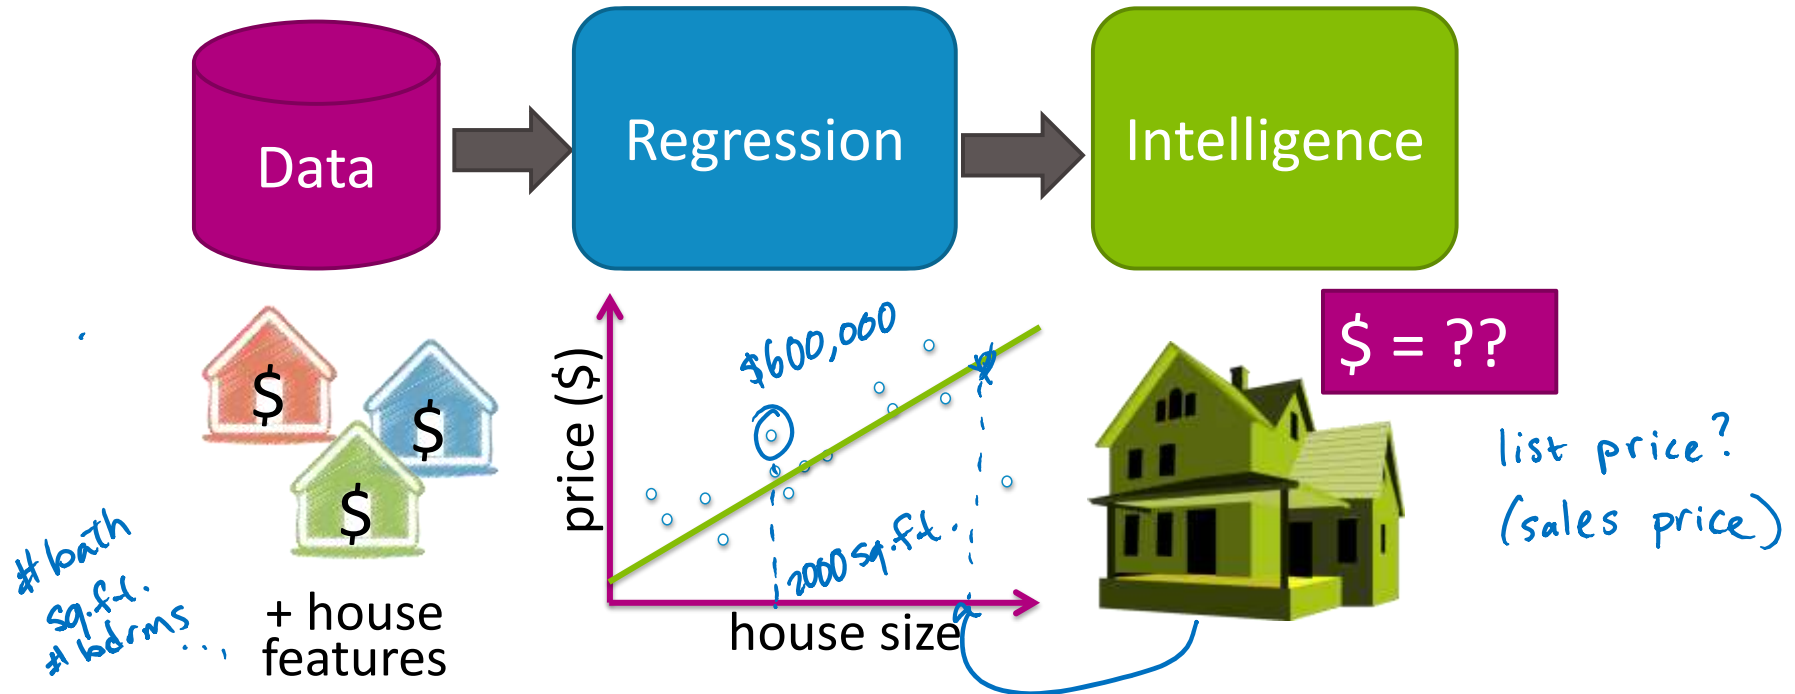 Data
Regression
Intelligence
$
$
$
# bath
sq.ft.
# bdrms ...
+ house
features
price ($)
$600,000
2000 sq.ft.
house size
$ = ??
list price?
(sales price)